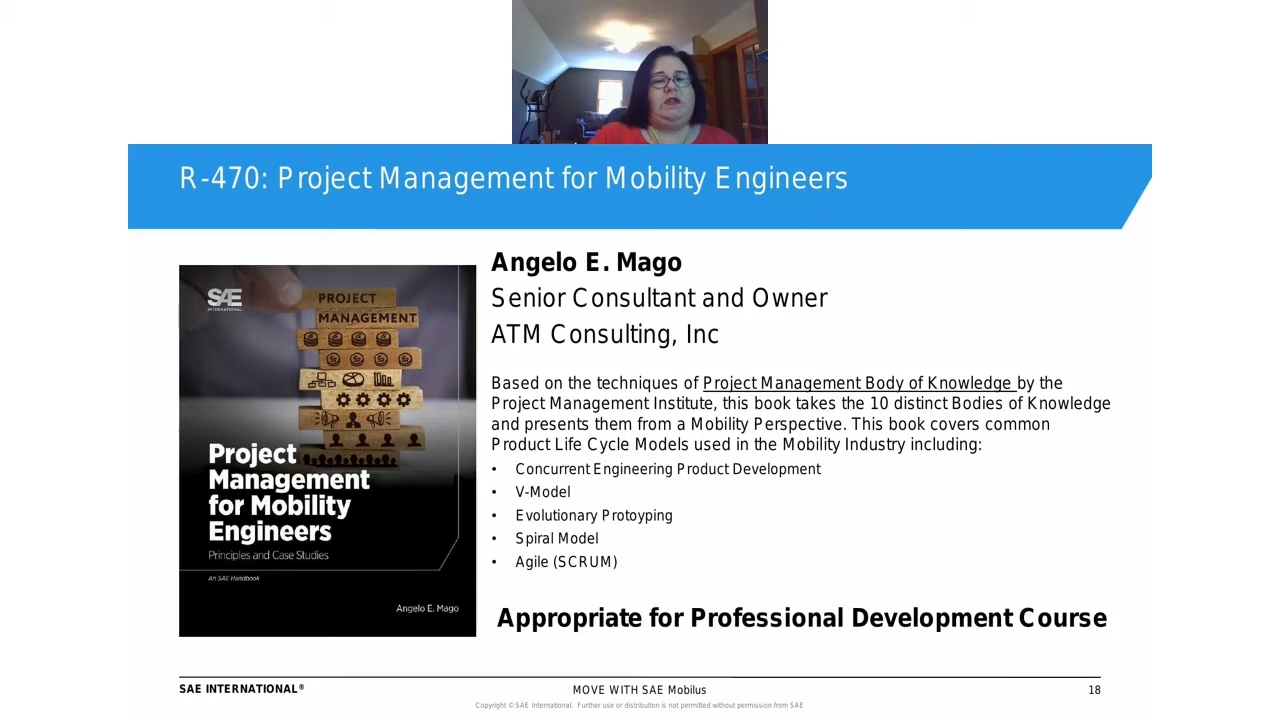 R-470: Project Management for Mobility Engineers
SAE
INTERNATIONAL
PROJECT
MANAGEMENT
Project
Management
for Mobility
Engineers
Principles and Case Studies
An SAE Handbook
Angelo E. Mago
Angelo E. Mago
Senior Consultant and Owner
ATM Consulting, Inc
Based on the techniques of Project Management Body of Knowledge by the
Project Management Institute, this book takes the 10 distinct Bodies of Knowledge
and presents them from a Mobility Perspective. This book covers common
Product Life Cycle Models used in the Mobility Industry including:
• Concurrent Engineering Product Development
• V-Model
• Evolutionary Protoyping
• Spiral Model
• Agile (SCRUM)
Appropriate for Professional Development Course
SAE INTERNATIONAL®
MOVE WITH SAE Mobilus
18
Copyright © SAE International. Further use or distribution is not permitted without permission from SAE